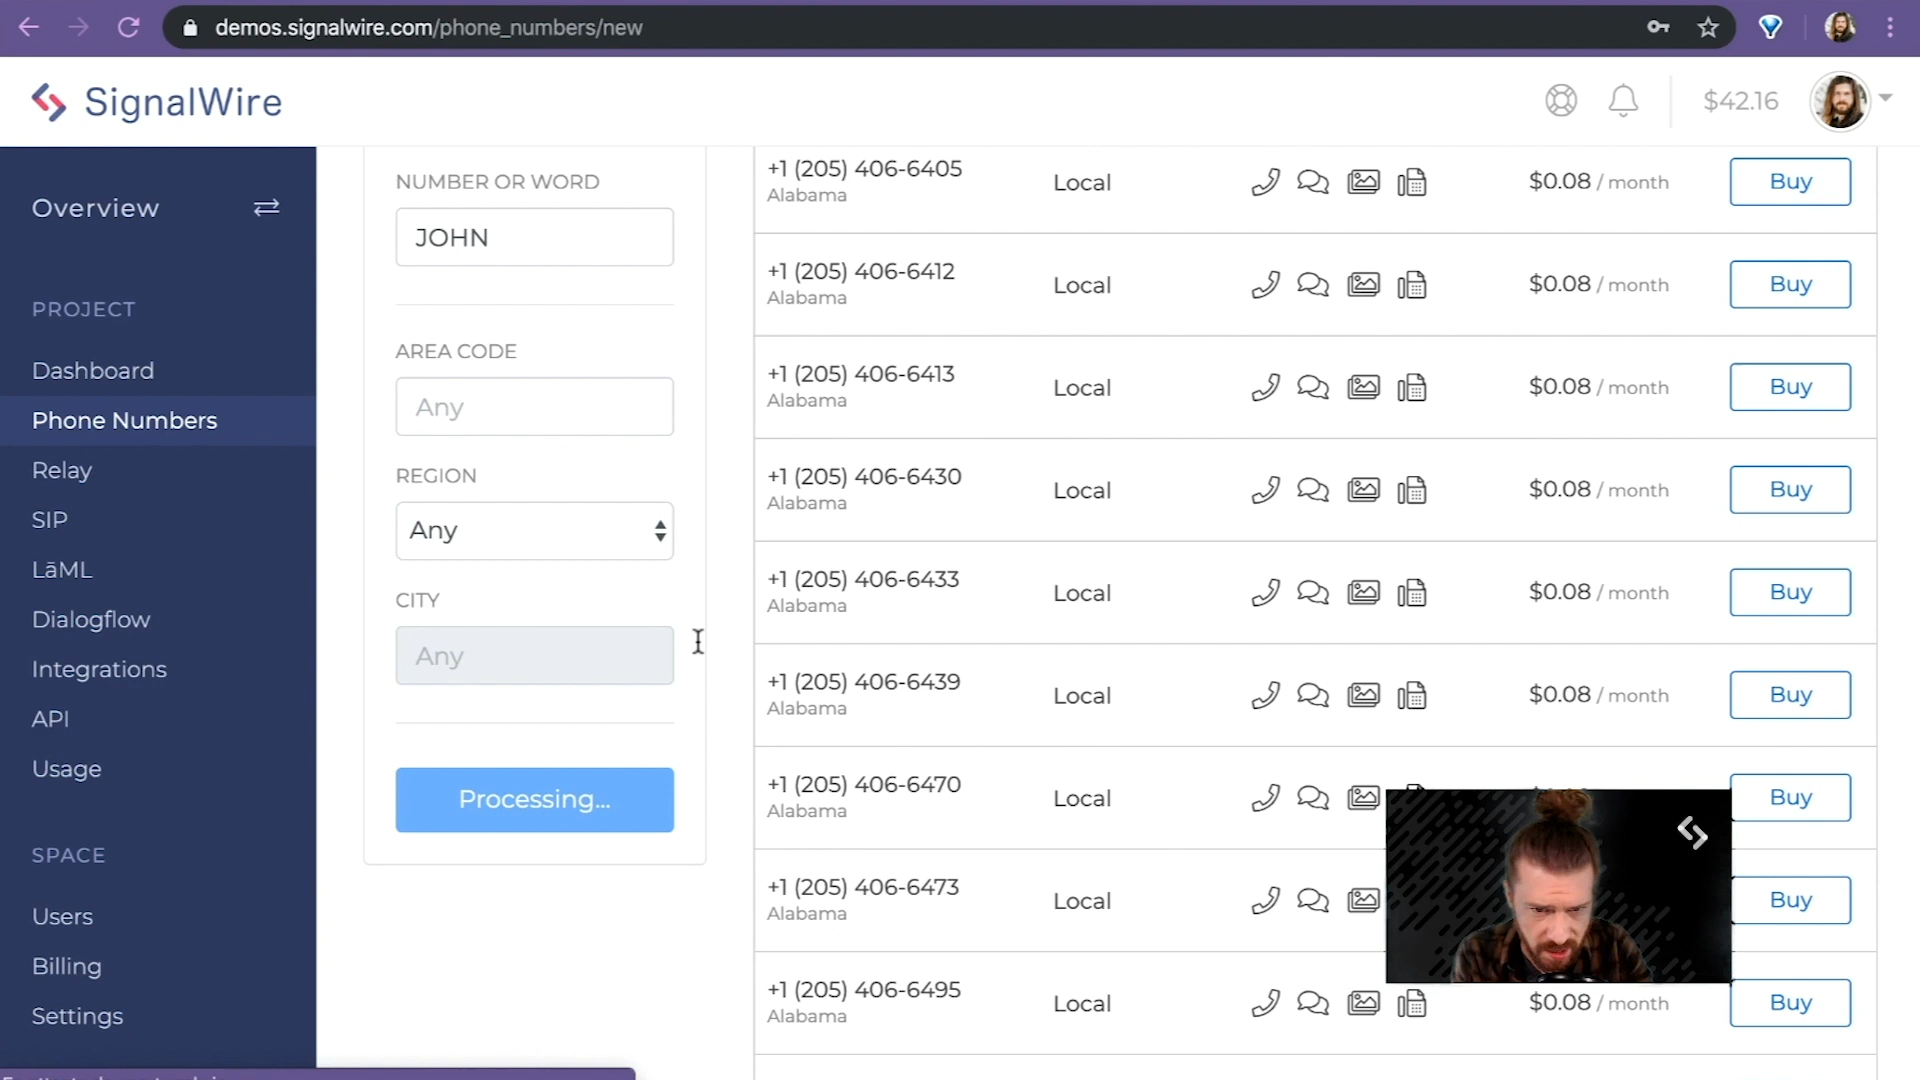 demos.signalwire.com/phone_numbers/new
SignalWire
$42.16
Overview
PROJECT
Dashboard
Phone Numbers
Relay
SIP
LāML
Dialogflow
Integrations
API
Usage
SPACE
Users
Billing
Settings
NUMBER OR WORD
JOHN
AREA CODE
Any
REGION
Any
CITY
Any
Processing...
+1 (205) 406-6405 Local $0.08 / month Buy
Alabama
+1 (205) 406-6412 Local $0.08 / month Buy
Alabama
+1 (205) 406-6413 Local $0.08 / month Buy
Alabama
+1 (205) 406-6430 Local $0.08 / month Buy
Alabama
+1 (205) 406-6433 Local $0.08 / month Buy
Alabama
+1 (205) 406-6439 Local $0.08 / month Buy
Alabama
+1 (205) 406-6470 Local Buy
Alabama
+1 (205) 406-6473 Local Buy
Alabama
+1 (205) 406-6495 Local $0.08 / month Buy
Alabama